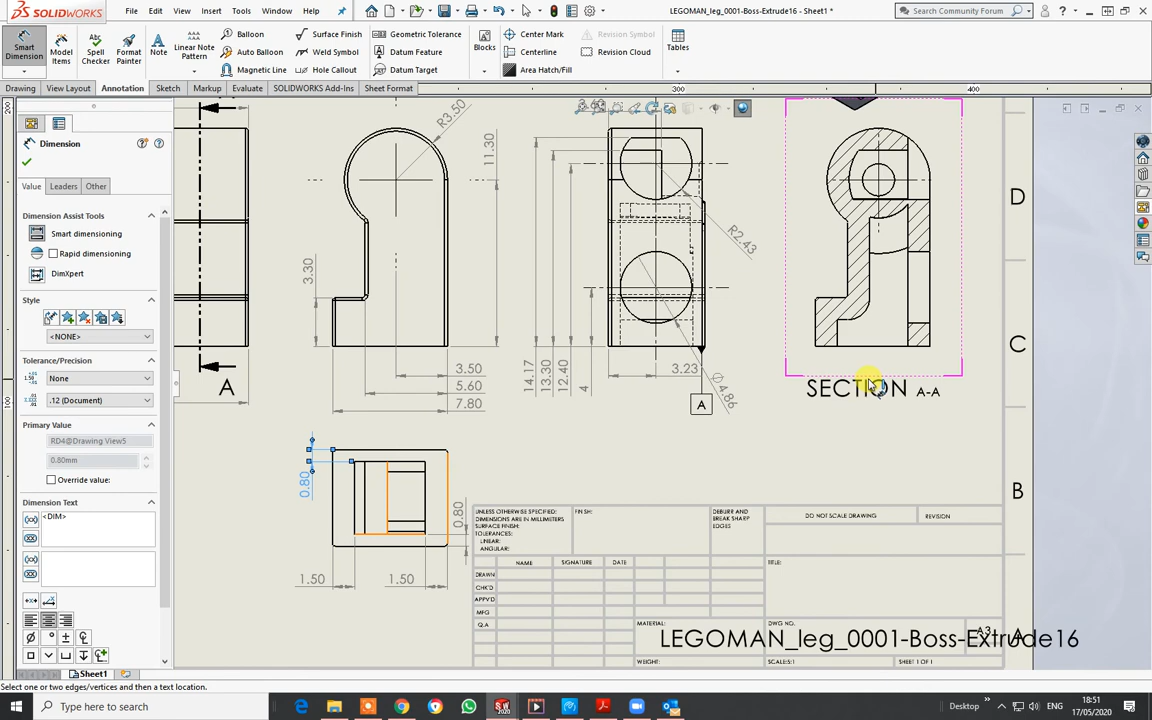 SOLIDWORKS File Edit View Insert Tools Window Help LEGOMAN_leg_0001-Boss-Extrude16 - Sheet1 * Search Community Forum
Smart Dimension
Model Items
Spell Checker
Format Painter
Note
Linear Note Pattern
Balloon
Auto Balloon
Magnetic Line
Surface Finish
Weld Symbol
Hole Callout
Geometric Tolerance
Datum Feature
Datum Target
Blocks
Center Mark
Centerline
Area Hatch/Fill
Revision Symbol
Revision Cloud
Tables
Drawing View Layout Annotation Sketch Markup Evaluate SOLIDWORKS Add-Ins Sheet Format
200 300 400
100
Dimension
Value Leaders Other
Dimension Assist Tools
Smart dimensioning
Rapid dimensioning
DimXpert
Style
<NONE>
Tolerance/Precision
None
.12 (Document)
Primary Value
RD4@Drawing View5
0.80mm
Override value:
Dimension Text
<DIM>
A
R3.50
11.30
3.30
3.50
5.60
7.80
3.60
R2.43
14.17
13.30
12.40
4
3.23
Ø4.86
A
SECTION A-A
D
C
B
A
0.80
0.80
1.50 1.50
UNLESS OTHERWISE SPECIFIED:
DIMENSIONS ARE IN MILLIMETERS
SURFACE FINISH:
TOLERANCES:
LINEAR:
ANGULAR:
FINISH:
DEBURR AND
BREAK SHARP
EDGES
DO NOT SCALE DRAWING
REVISION
NAME SIGNATURE DATE
TITLE:
DRAWN
CHK'D
APPV'D
MFG
Q.A
MATERIAL:
DWG NO.
A3
LEGOMAN_leg_0001-Boss-Extrude16
WEIGHT:
SCALE:5:1
SHEET 1 OF 1
Sheet1
Select one or two edges/vertices and then a text location.
Type here to search
Desktop
ENG
18:51
17/05/2020